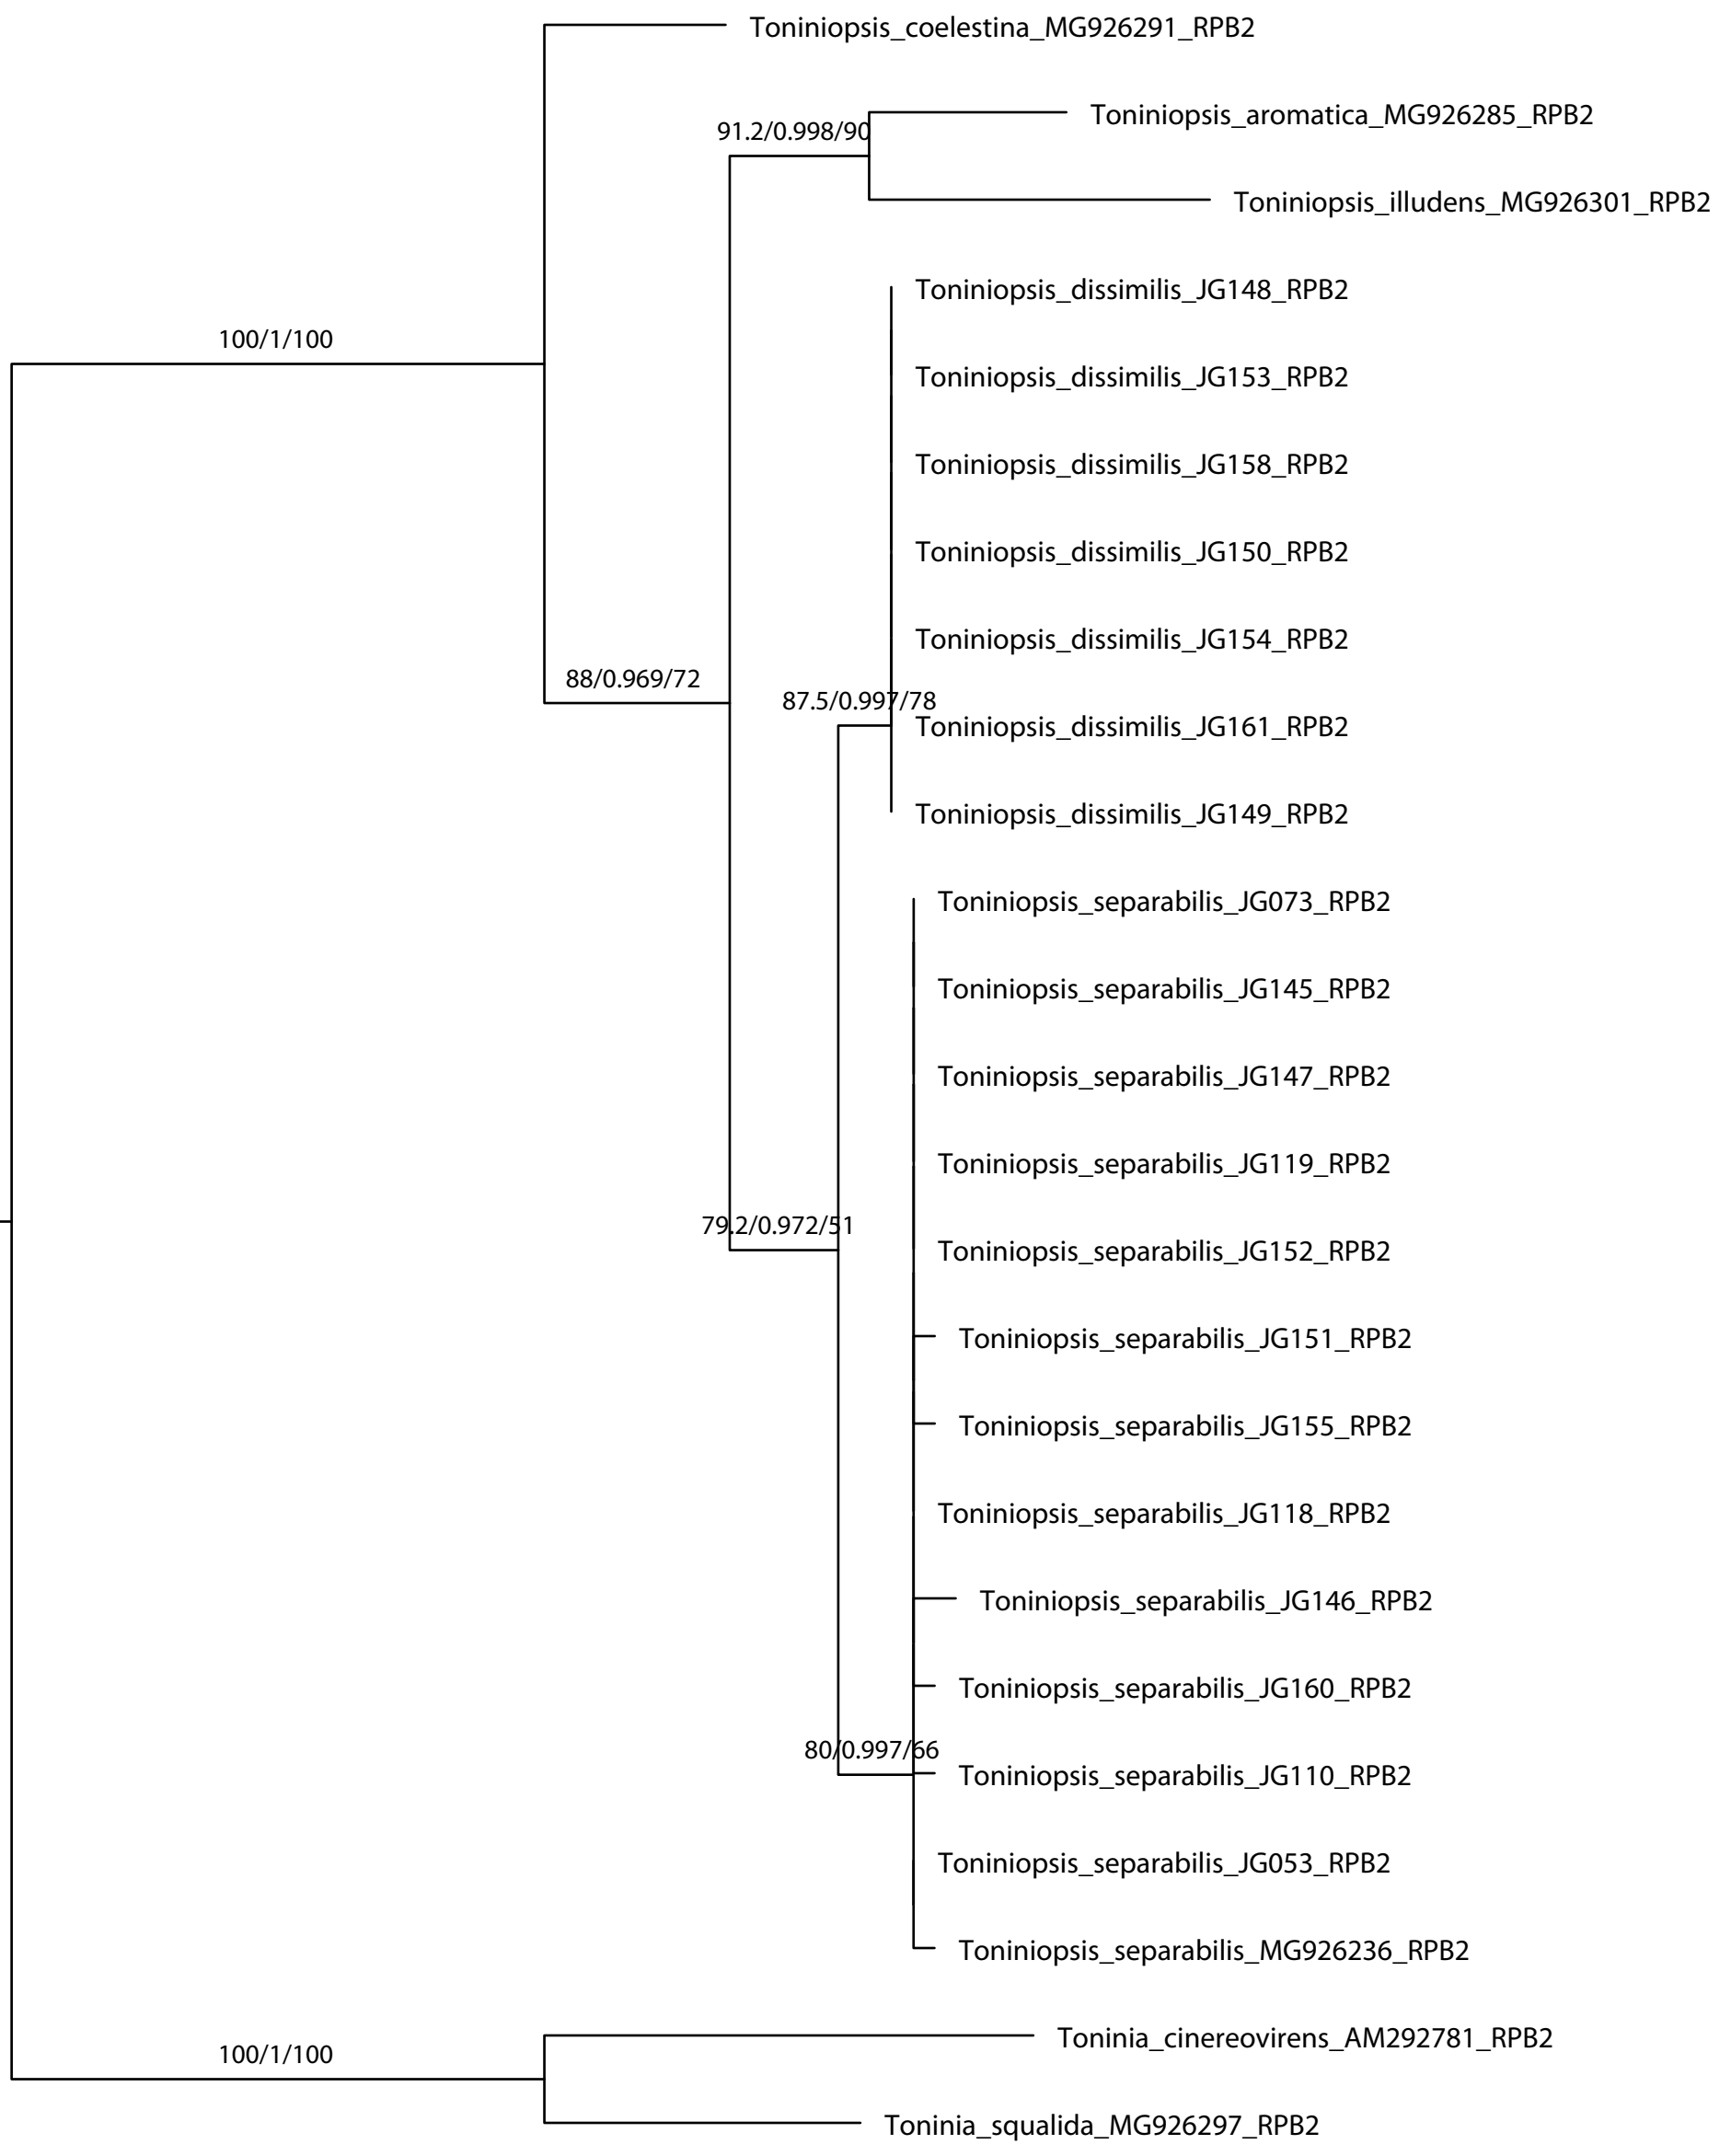 Toniniopsis_coelestina_MG926291_RPB2
Toniniopsis_aromatica_MG926285_RPB2
91.2/0.998/90
Toniniopsis_illudens_MG926301_RPB2
Toniniopsis_dissimilis_JG148_RPB2
100/1/100
Toniniopsis_dissimilis_JG153_RPB2
Toniniopsis_dissimilis_JG158_RPB2
Toniniopsis_dissimilis_JG150_RPB2
Toniniopsis_dissimilis_JG154_RPB2
88/0.969/72
87.5/0.997/78
Toniniopsis_dissimilis_JG161_RPB2
Toniniopsis_dissimilis_JG149_RPB2
Toniniopsis_separabilis_JG073_RPB2
Toniniopsis_separabilis_JG145_RPB2
Toniniopsis_separabilis_JG147_RPB2
Toniniopsis_separabilis_JG119_RPB2
79.2/0.972/51
Toniniopsis_separabilis_JG152_RPB2
Toniniopsis_separabilis_JG151_RPB2
Toniniopsis_separabilis_JG155_RPB2
Toniniopsis_separabilis_JG118_RPB2
Toniniopsis_separabilis_JG146_RPB2
Toniniopsis_separabilis_JG160_RPB2
80/0.997/66
Toniniopsis_separabilis_JG110_RPB2
Toniniopsis_separabilis_JG053_RPB2
Toniniopsis_separabilis_MG926236_RPB2
Toninia_cinereovirens_AM292781_RPB2
100/1/100
Toninia_squalida_MG926297_RPB2